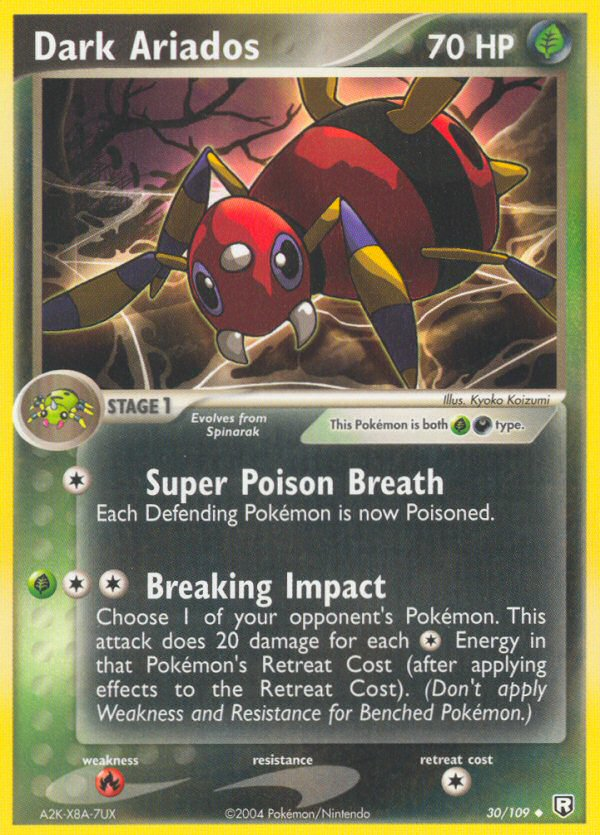 Dark Ariados 70 HP
Illus. Kyoko Koizumi
STAGE 1
Evolves from
Spinarak
This Pokémon is both type.
Super Poison Breath
Each Defending Pokémon is now Poisoned.
Breaking Impact
Choose 1 of your opponent's Pokémon. This
attack does 20 damage for each Energy in
that Pokémon's Retreat Cost (after applying
effects to the Retreat Cost). (Don't apply
Weakness and Resistance for Benched Pokémon.)
weakness resistance retreat cost
A2K-X8A-7UX ©2004 Pokémon/Nintendo 30/109 ◆ R